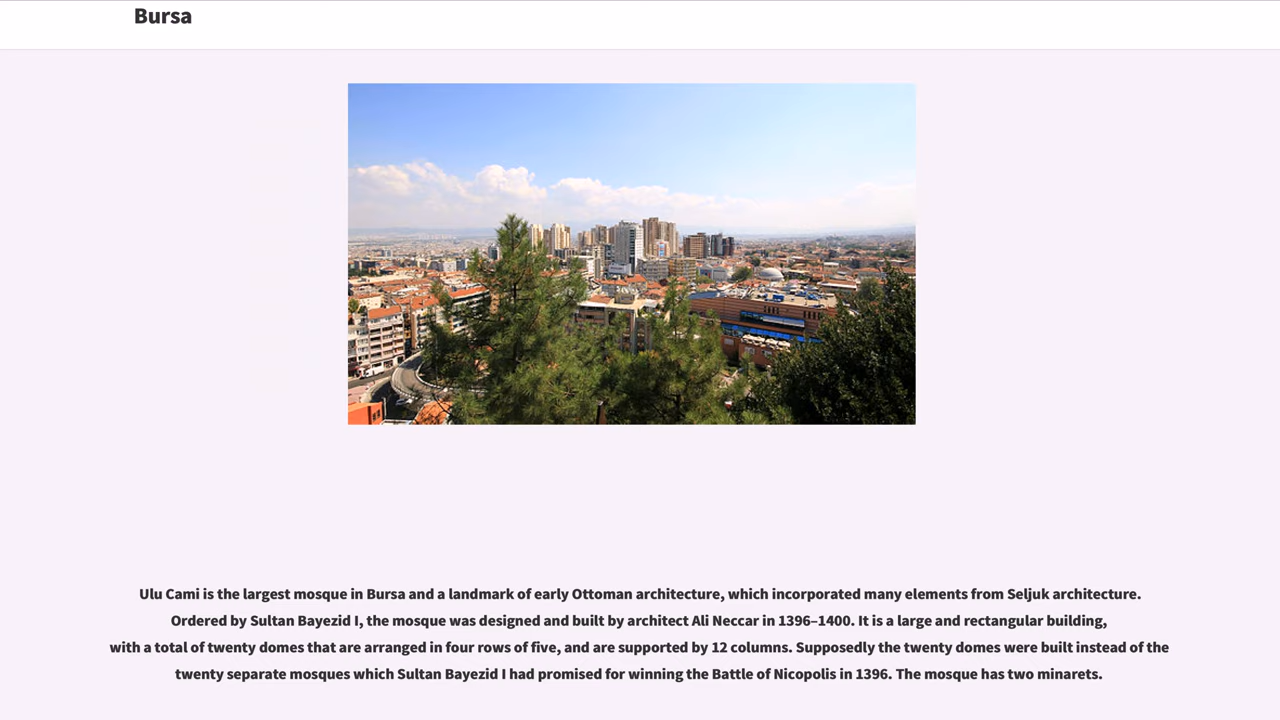 Bursa
Ulu Cami is the largest mosque in Bursa and a landmark of early Ottoman architecture, which incorporated many elements from Seljuk architecture.
Ordered by Sultan Bayezid I, the mosque was designed and built by architect Ali Neccar in 1396–1400. It is a large and rectangular building,
with a total of twenty domes that are arranged in four rows of five, and are supported by 12 columns. Supposedly the twenty domes were built instead of the
twenty separate mosques which Sultan Bayezid I had promised for winning the Battle of Nicopolis in 1396. The mosque has two minarets.